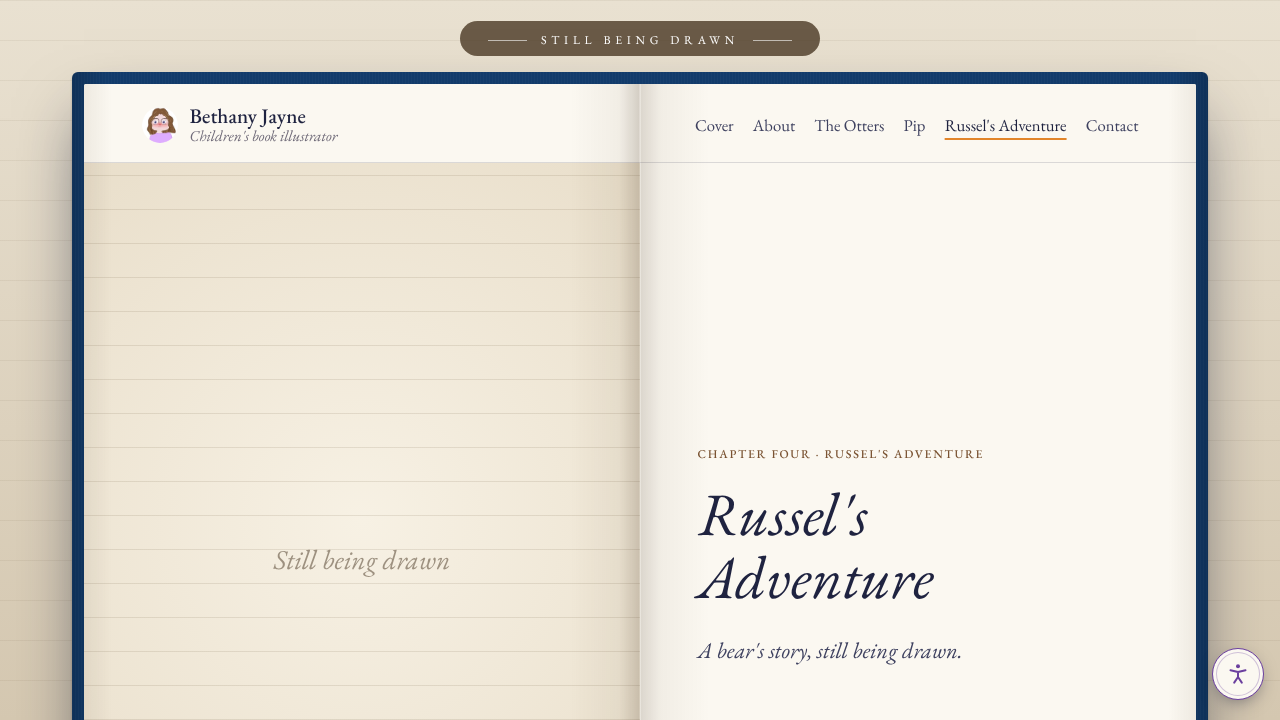 STILL BEING DRAWN
Bethany Jayne
Children's book illustrator
Cover About The Otters Pip Russel's Adventure Contact
Still being drawn
CHAPTER FOUR · RUSSEL'S ADVENTURE
Russel's
Adventure
A bear's story, still being drawn.